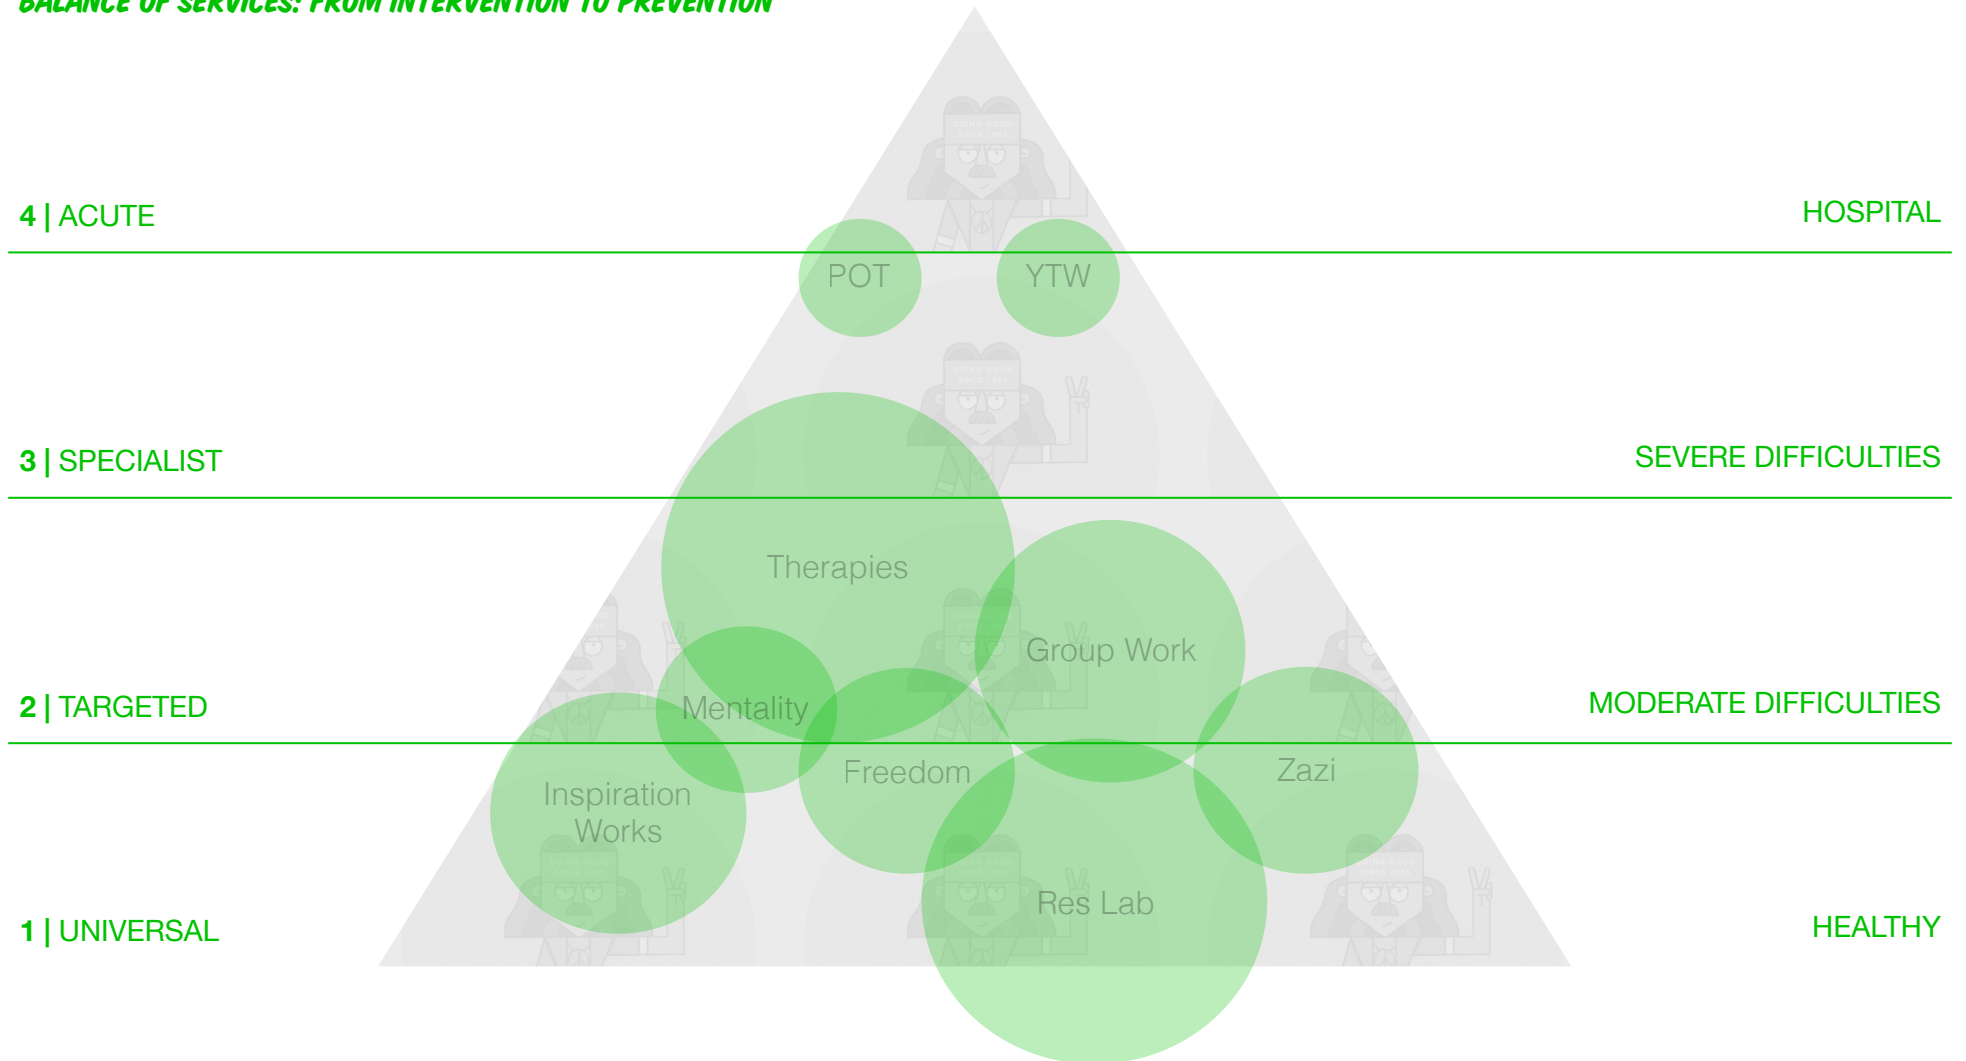 BALANCE OF SERVICES: FROM INTERVENTION TO PREVENTION
4 | ACUTE
HOSPITAL
POT
YTW
3 | SPECIALIST
SEVERE DIFFICULTIES
Therapies
Group Work
2 | TARGETED
Mentality
MODERATE DIFFICULTIES
Freedom
Zazi
Inspiration
Works
Res Lab
1 | UNIVERSAL
HEALTHY